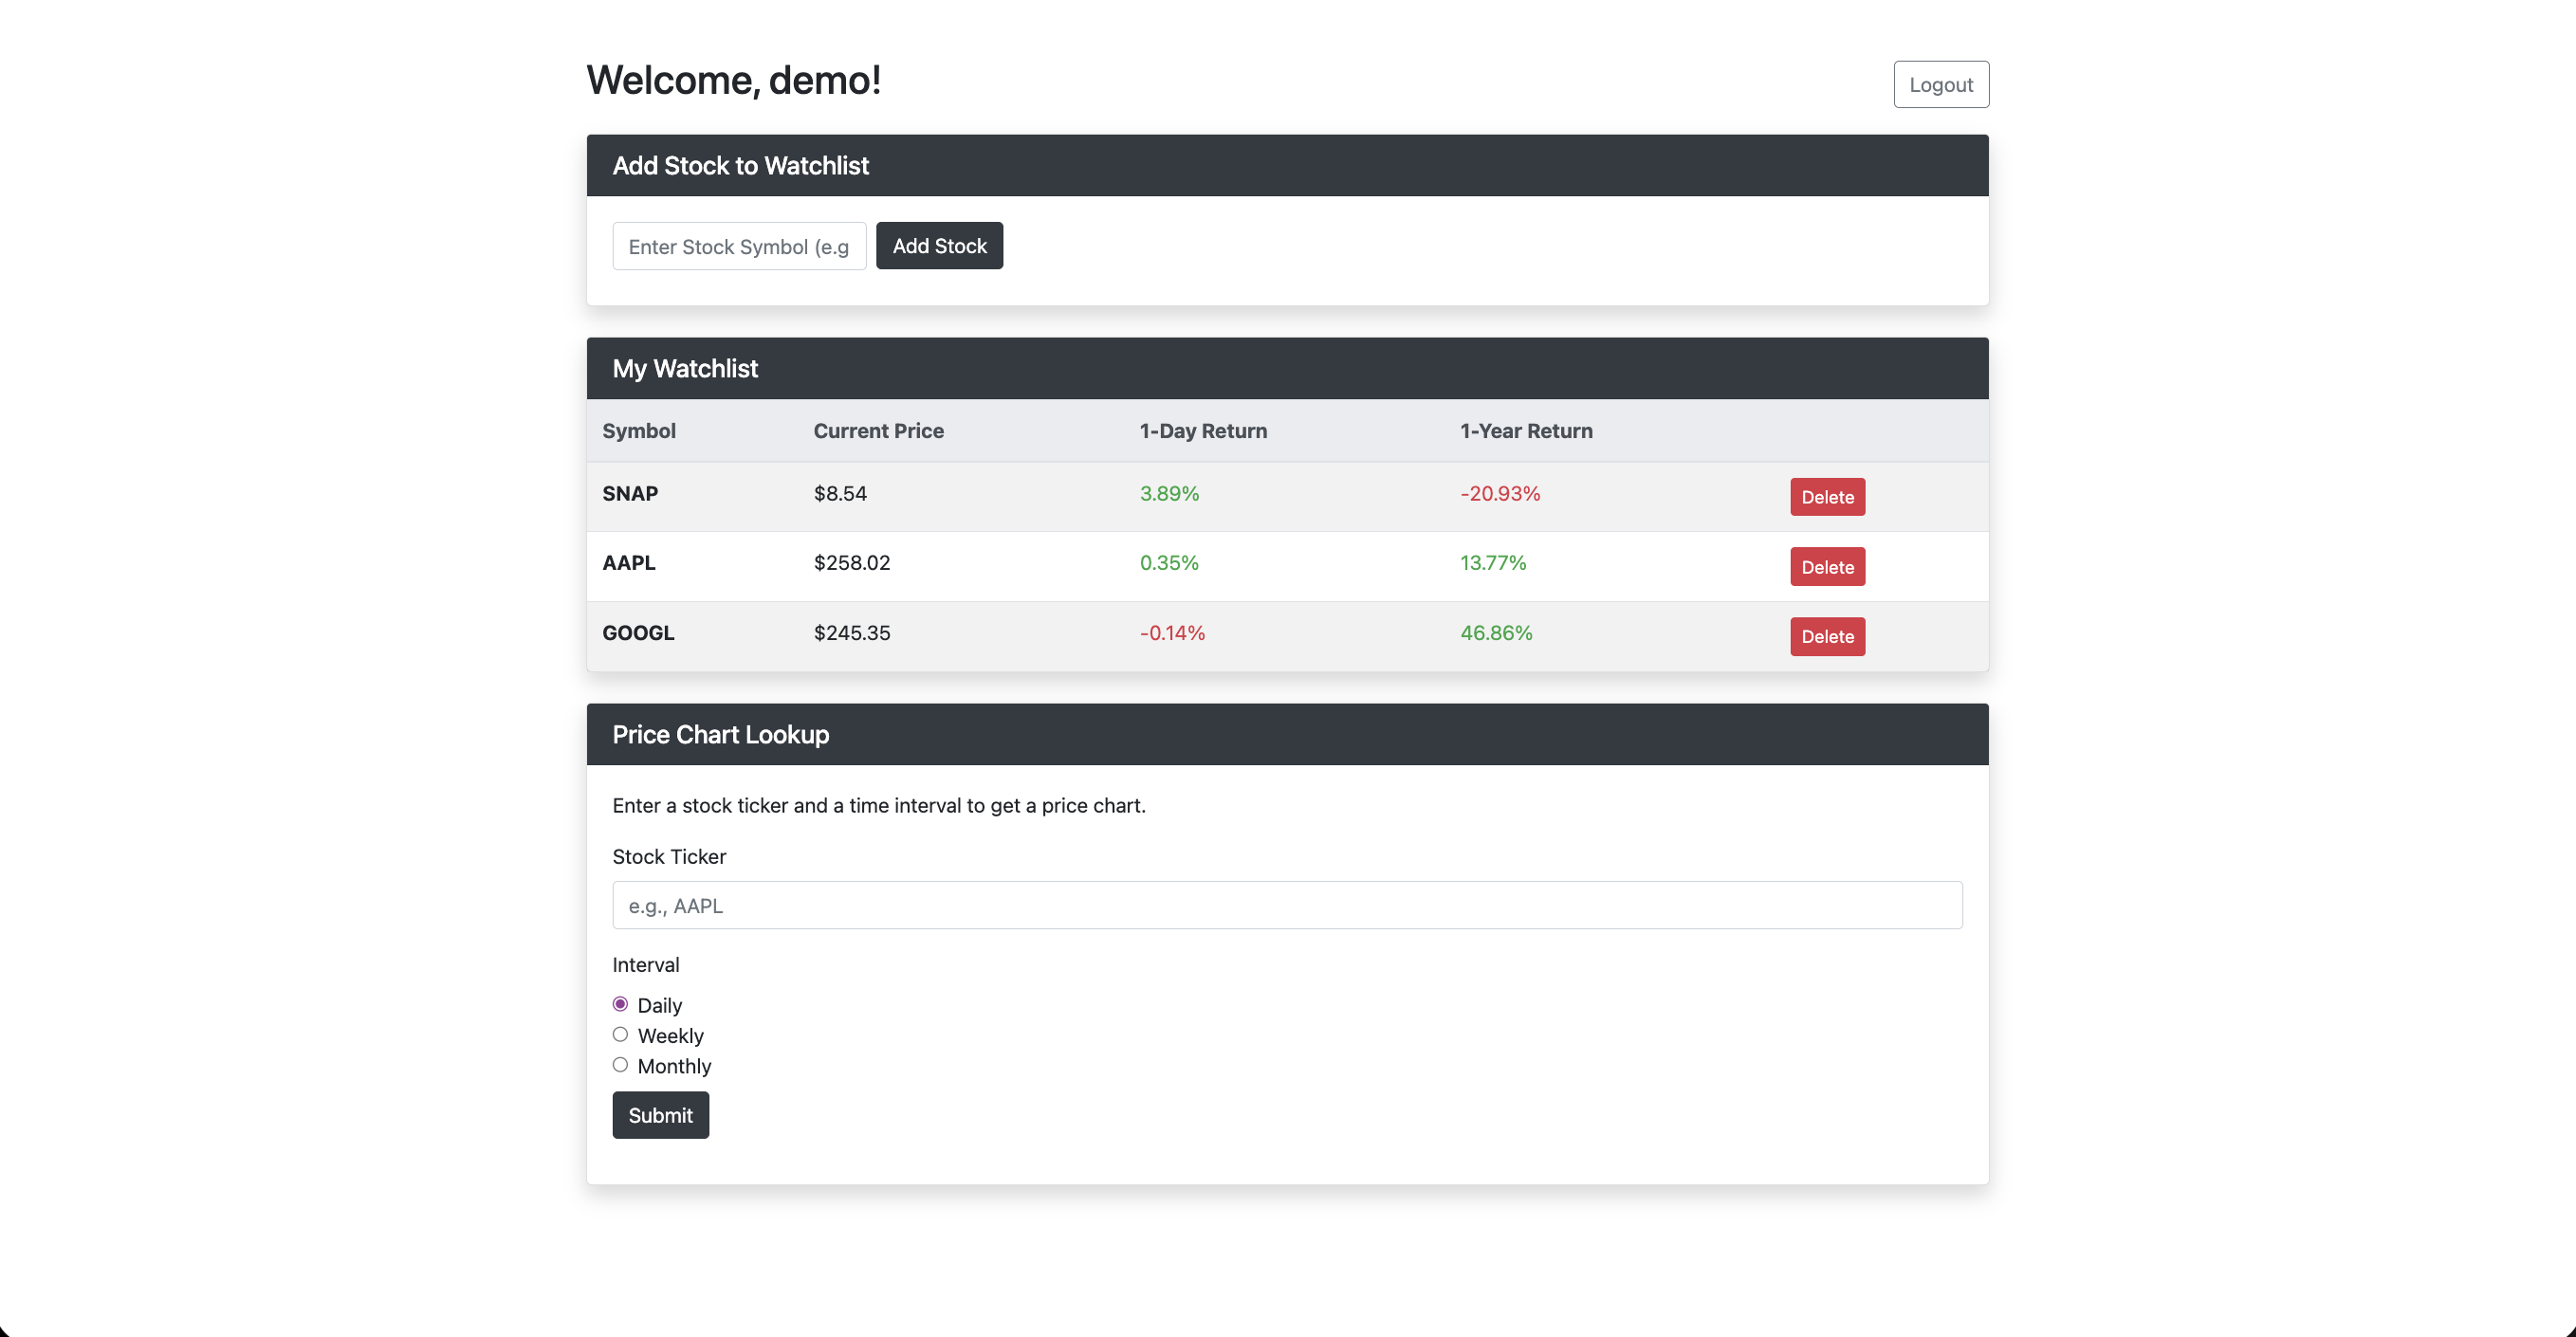 Welcome, demo!
Logout
Add Stock to Watchlist
Enter Stock Symbol (e.g
Add Stock
My Watchlist
Symbol Current Price 1-Day Return 1-Year Return
SNAP $8.54 3.89% -20.93% Delete
AAPL $258.02 0.35% 13.77% Delete
GOOGL $245.35 -0.14% 46.86% Delete
Price Chart Lookup
Enter a stock ticker and a time interval to get a price chart.
Stock Ticker
e.g., AAPL
Interval
Daily
Weekly
Monthly
Submit